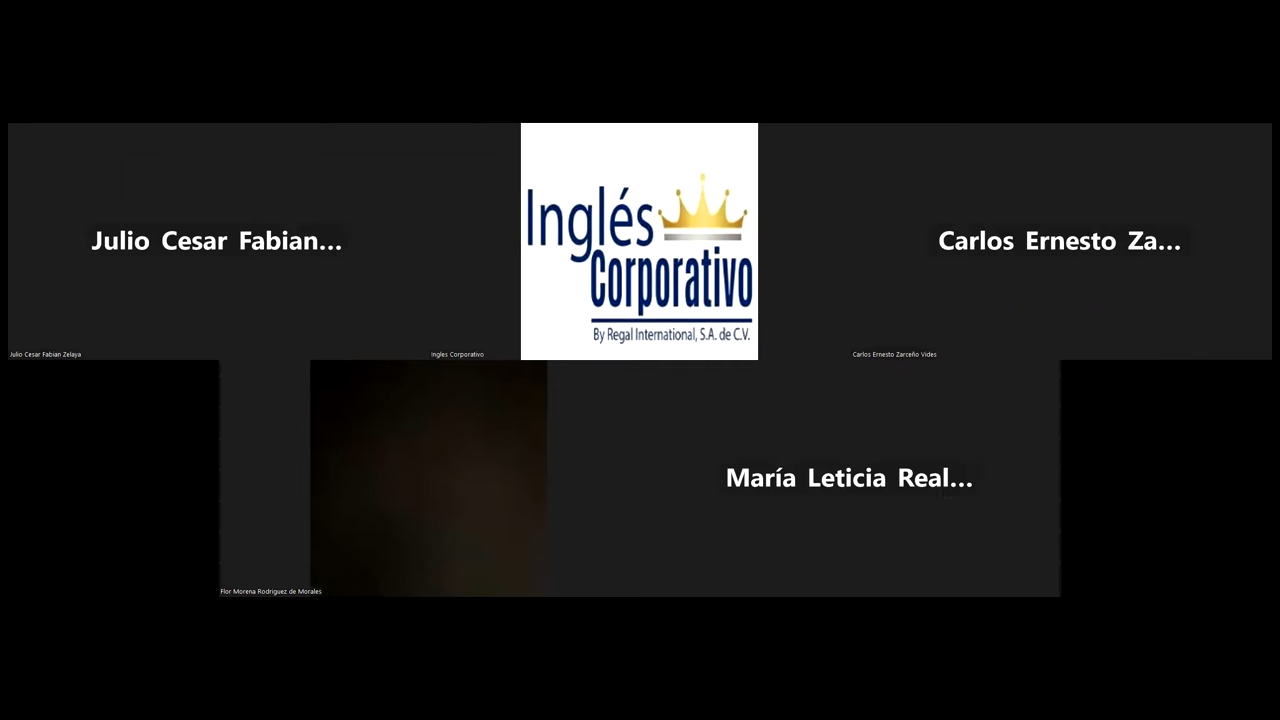 Julio Cesar Fabian...
Inglés
Corporativo
By Regal International, S.A. de C.V.
Carlos Ernesto Za...
Julio Cesar Fabian Zelaya
Ingles Corporativo
Carlos Ernesto Zarceño Vides
María Leticia Real...
Flor Morena Rodriguez de Morales